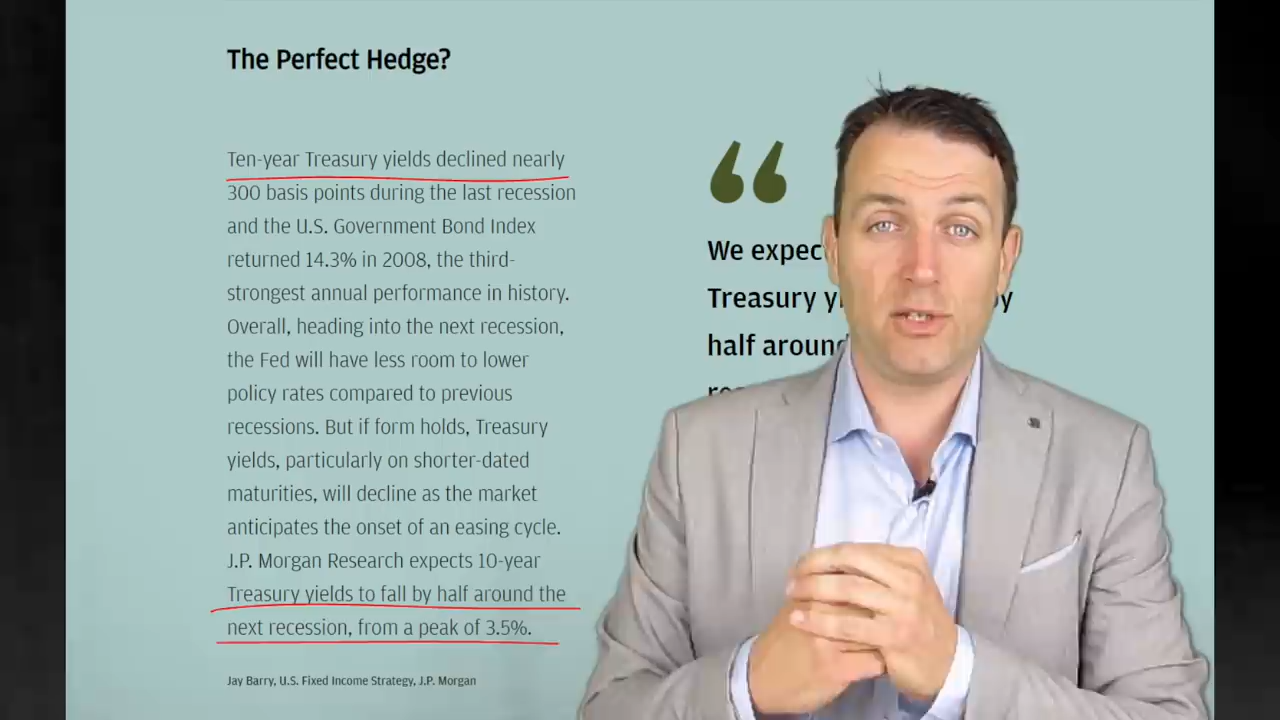 The Perfect Hedge?
Ten-year Treasury yields declined nearly
300 basis points during the last recession
and the U.S. Government Bond Index
returned 14.3% in 2008, the third-
strongest annual performance in history.
Overall, heading into the next recession,
the Fed will have less room to lower
policy rates compared to previous
recessions. But if form holds, Treasury
yields, particularly on shorter-dated
maturities, will decline as the market
anticipates the onset of an easing cycle.
J.P. Morgan Research expects 10-year
Treasury yields to fall by half around the
next recession, from a peak of 3.5%.
Jay Barry, U.S. Fixed Income Strategy, J.P. Morgan
“
We
Treasury
half